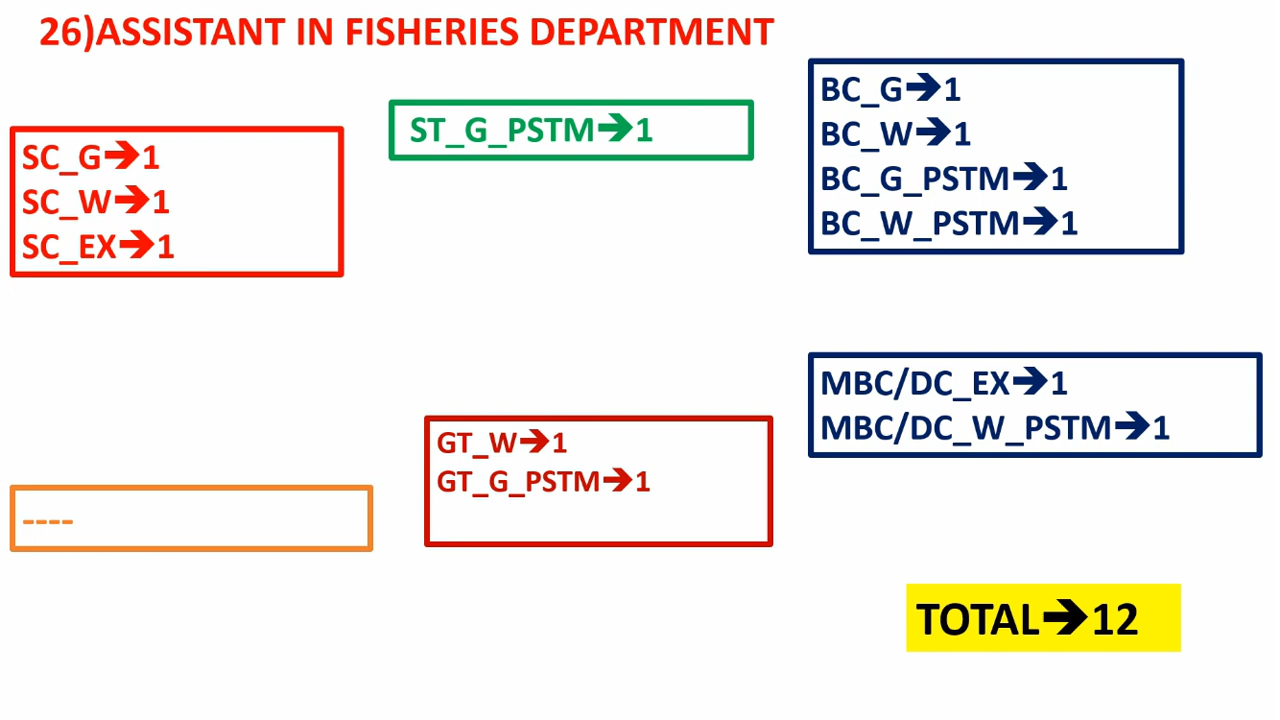 26)ASSISTANT IN FISHERIES DEPARTMENT
SC_G➔1
SC_W➔1
SC_EX➔1
ST_G_PSTM➔1
BC_G➔1
BC_W➔1
BC_G_PSTM➔1
BC_W_PSTM➔1
MBC/DC_EX➔1
MBC/DC_W_PSTM➔1
----
GT_W➔1
GT_G_PSTM➔1
TOTAL➔12